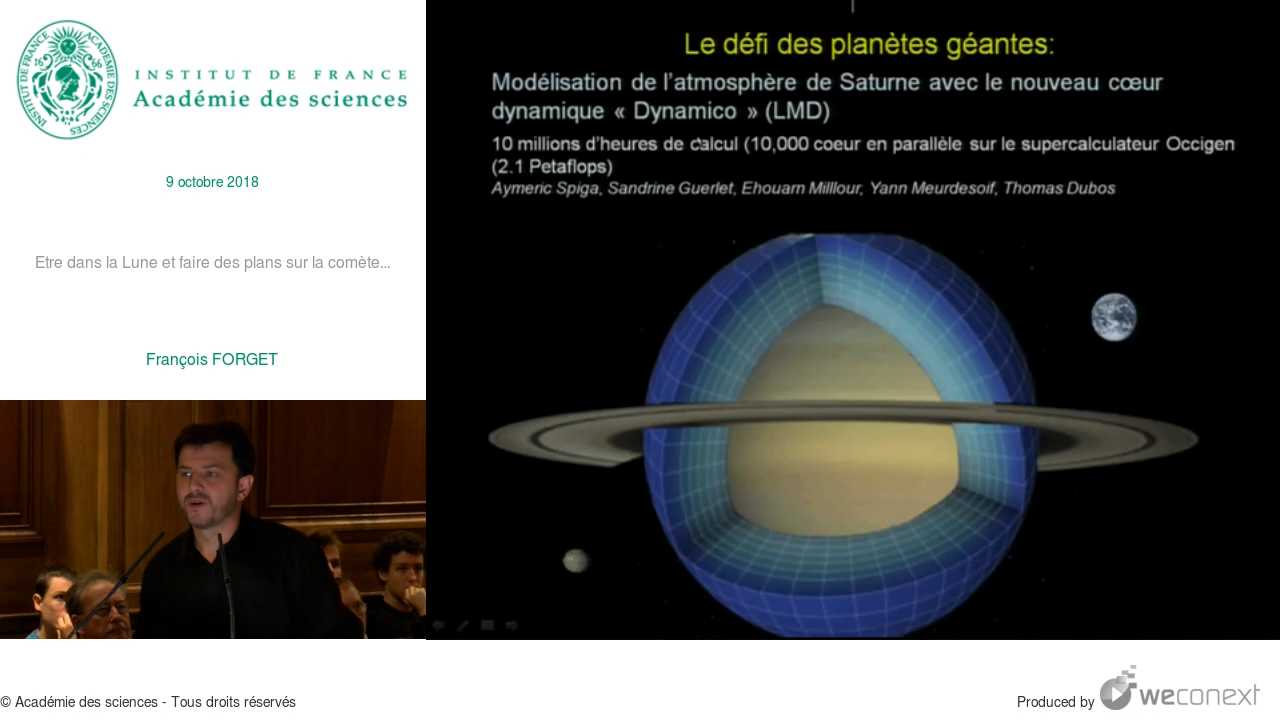 INSTITUT DE FRANCE
Académie des sciences
9 octobre 2018
Etre dans la Lune et faire des plans sur la comète...
François FORGET
Le défi des planètes géantes:
Modélisation de l'atmosphère de Saturne avec le nouveau cœur
dynamique « Dynamico » (LMD)
10 millions d'heures de calcul (10,000 coeur en parallèle sur le supercalculateur Occigen
(2.1 Petaflops)
Aymeric Spiga, Sandrine Guerlet, Ehouarn Milllour, Yann Meurdesoif, Thomas Dubos
© Académie des sciences - Tous droits réservés
Produced by weconext